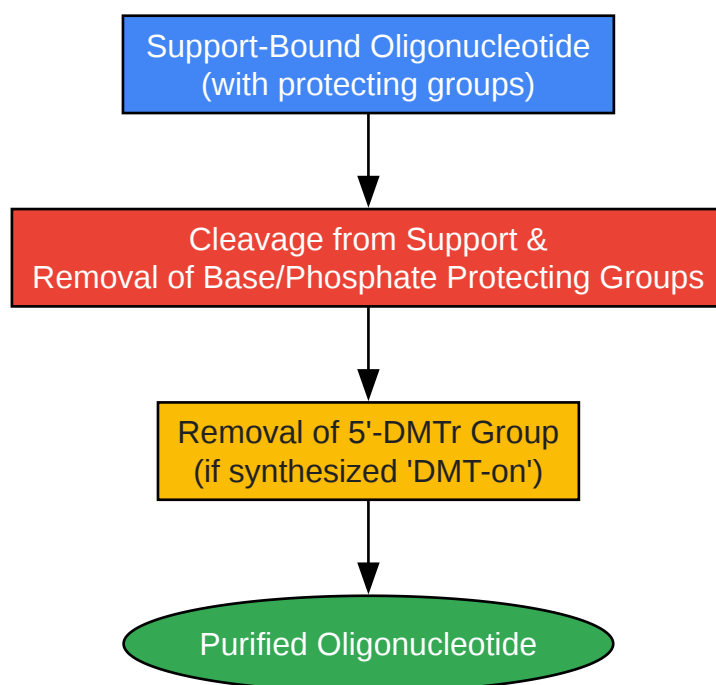 Support-Bound Oligonucleotide
(with protecting groups)
Cleavage from Support &
Removal of Base/Phosphate Protecting Groups
Removal of 5'-DMTr Group
(if synthesized 'DMT-on')
Purified Oligonucleotide